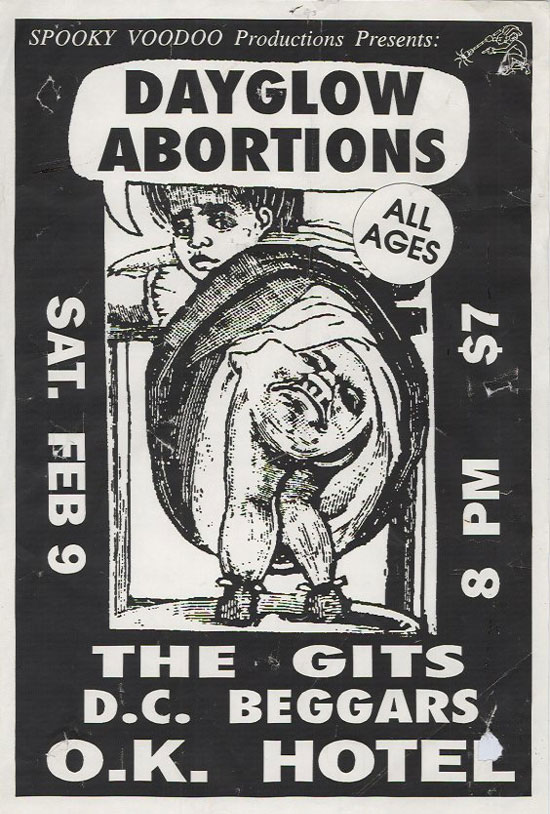 SPOOKY VOODOO Productions Presents:
DAYGLOW
ABORTIONS
ALL
AGES
SAT. FEB 9
8 PM $7
THE GITS
D.C. BEGGARS
O.K. HOTEL